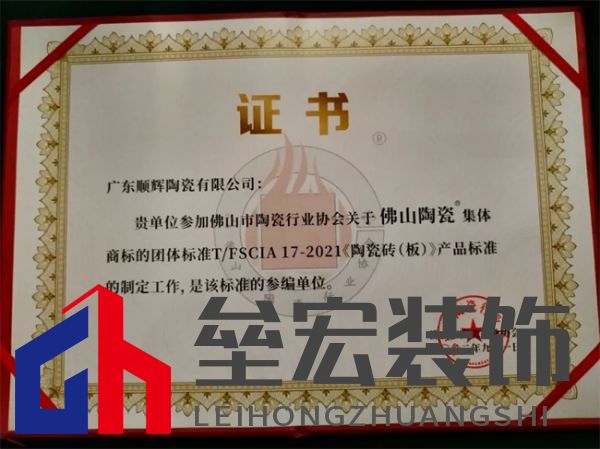 证书
®
广东顺辉陶瓷有限公司：
贵单位参加佛山市陶瓷行业协会关于佛山陶瓷®集体
商标的团体标准T/FSCIA 17-2021《陶瓷砖（板）》产品标准
的制定工作，是该标准的参编单位。
垒宏装饰
LEIHONGZHUANGSHI